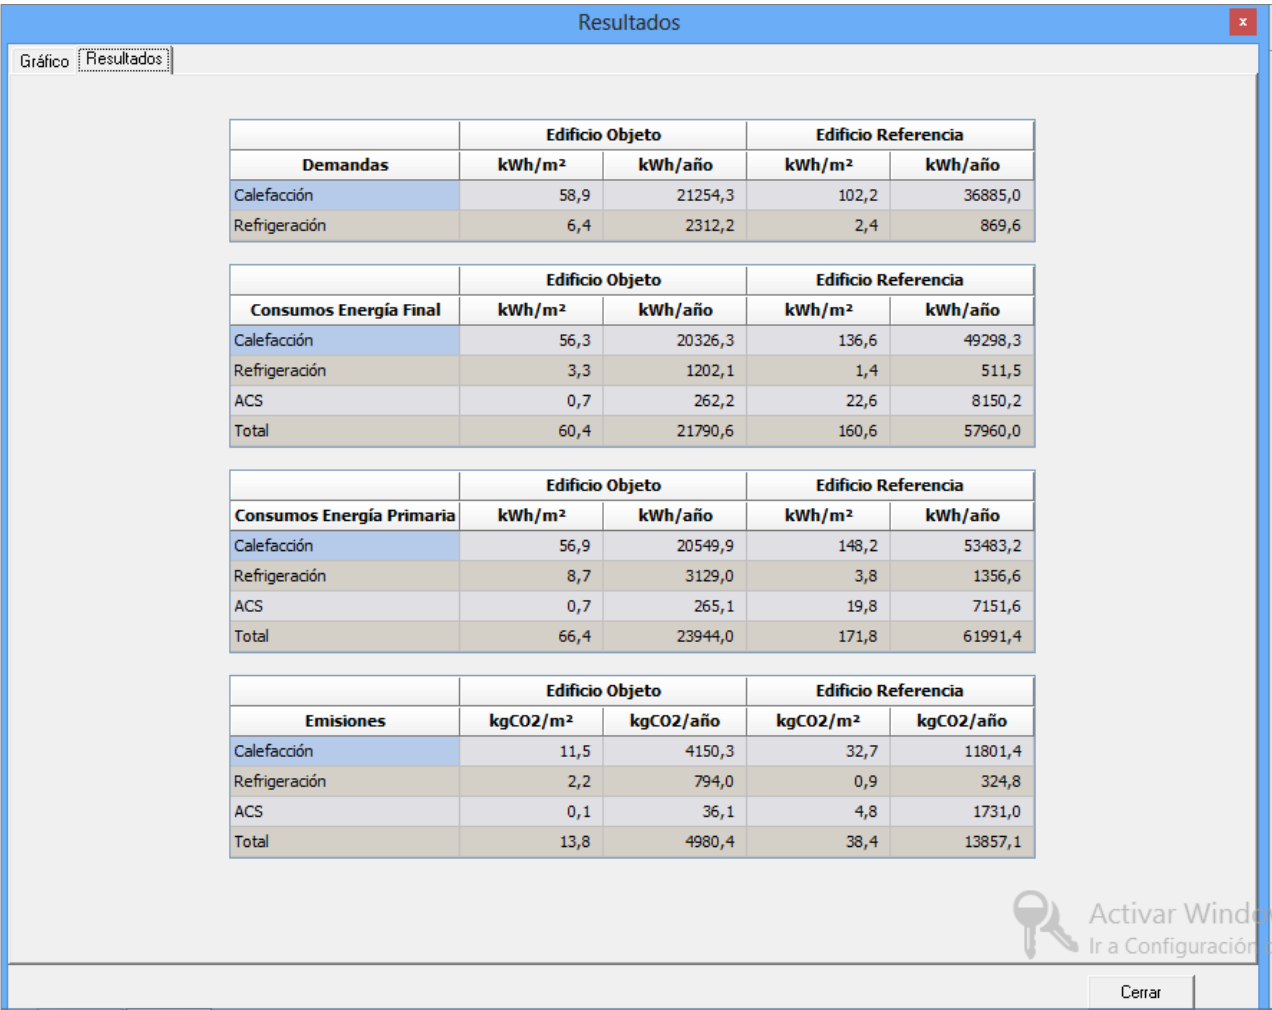 Resultados
x
Gráfico Resultados
Edificio Objeto Edificio Referencia
Demandas kWh/m² kWh/año kWh/m² kWh/año
Calefacción 58,9 21254,3 102,2 36885,0
Refrigeración 6,4 2312,2 2,4 869,6
Edificio Objeto Edificio Referencia
Consumos Energía Final kWh/m² kWh/año kWh/m² kWh/año
Calefacción 56,3 20326,3 136,6 49298,3
Refrigeración 3,3 1202,1 1,4 511,5
ACS 0,7 262,2 22,6 8150,2
Total 60,4 21790,6 160,6 57960,0
Edificio Objeto Edificio Referencia
Consumos Energía Primaria kWh/m² kWh/año kWh/m² kWh/año
Calefacción 56,9 20549,9 148,2 53483,2
Refrigeración 8,7 3129,0 3,8 1356,6
ACS 0,7 265,1 19,8 7151,6
Total 66,4 23944,0 171,8 61991,4
Edificio Objeto Edificio Referencia
Emisiones kgCO2/m² kgCO2/año kgCO2/m² kgCO2/año
Calefacción 11,5 4150,3 32,7 11801,4
Refrigeración 2,2 794,0 0,9 324,8
ACS 0,1 36,1 4,8 1731,0
Total 13,8 4980,4 38,4 13857,1
Activar Windo
Ir a Configuración
Cerrar